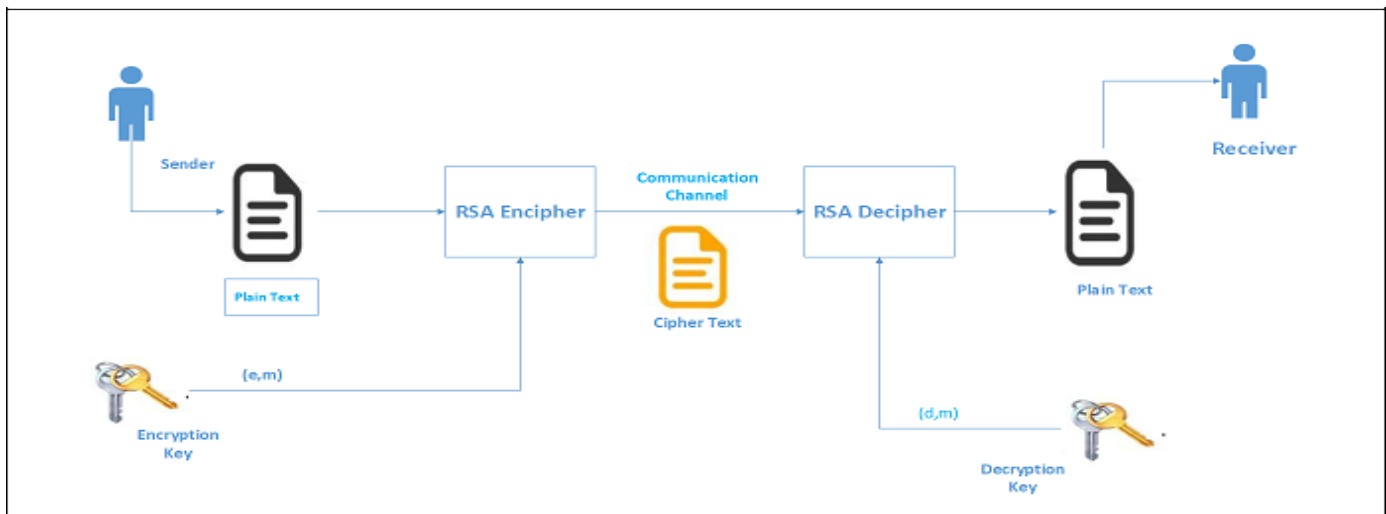 Sender
Plain Text
RSA Encipher
Communication
Channel
Cipher Text
RSA Decipher
Plain Text
Receiver
(e,m)
Encryption
Key
(d,m)
Decryption
Key